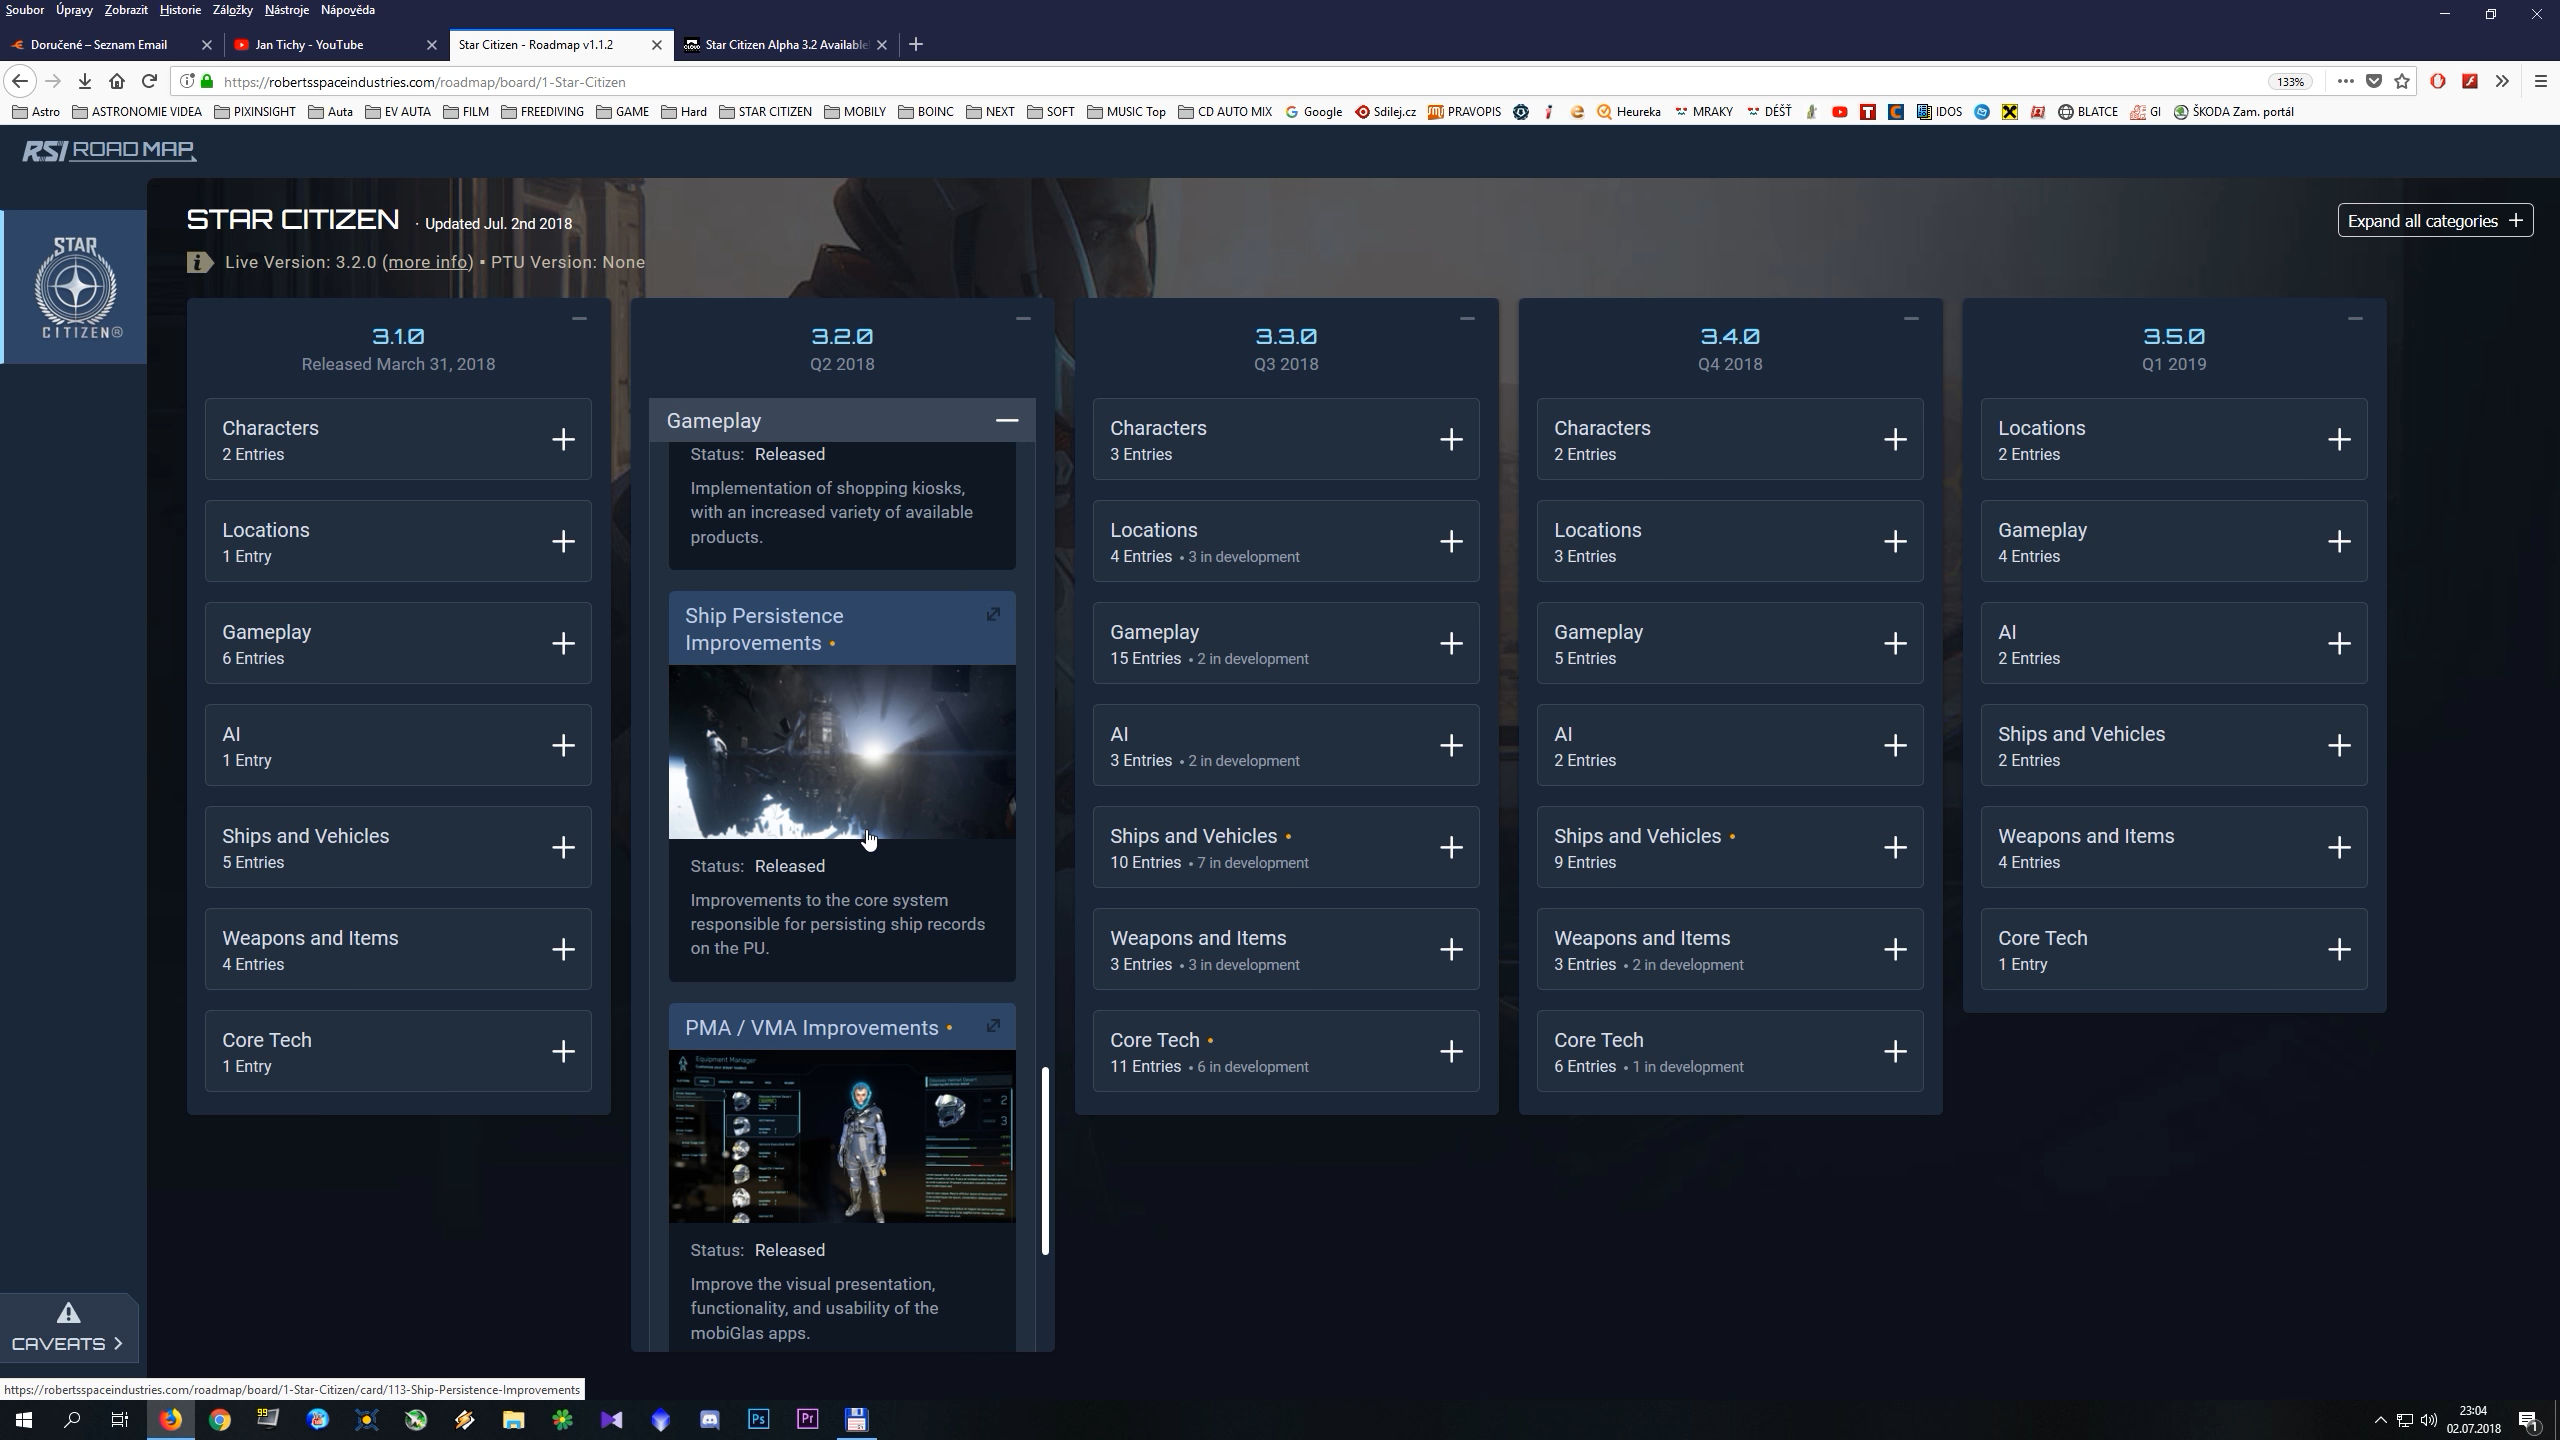 Soubor Úpravy Zobrazit Historie Záložky Nástroje Nápověda
Doručené – Seznam Email
Jan Tichy - YouTube
Star Citizen - Roadmap v1.1.2
Star Citizen Alpha 3.2 Available
https://robertsspaceindustries.com/roadmap/board/1-Star-Citizen
133%
Astro ASTRONOMIE VIDEA PIXINSIGHT Auta EV AUTA FILM FREEDIVING GAME Hard STAR CITIZEN MOBILY BOINC NEXT SOFT MUSIC Top CD AUTO MIX Google Sdilej.cz PRAVOPIS Heureka MRAKY DÉŠŤ IDOS BLATCE GI ŠKODA Zam. portál
RSI ROADMAP
STAR CITIZEN®
STAR CITIZEN · Updated Jul. 2nd 2018
Expand all categories +
Live Version: 3.2.0 (more info) • PTU Version: None
3.1.0
Released March 31, 2018
Characters
2 Entries
Locations
1 Entry
Gameplay
6 Entries
AI
1 Entry
Ships and Vehicles
5 Entries
Weapons and Items
4 Entries
Core Tech
1 Entry
3.2.0
Q2 2018
Gameplay
Status: Released
Implementation of shopping kiosks,
with an increased variety of available
products.
Ship Persistence
Improvements •
Status: Released
Improvements to the core system
responsible for persisting ship records
on the PU.
PMA / VMA Improvements •
Equipment Manager
Status: Released
Improve the visual presentation,
functionality, and usability of the
mobiGlas apps.
3.3.0
Q3 2018
Characters
3 Entries
Locations
4 Entries • 3 in development
Gameplay
15 Entries • 2 in development
AI
3 Entries • 2 in development
Ships and Vehicles •
10 Entries • 7 in development
Weapons and Items
3 Entries • 3 in development
Core Tech •
11 Entries • 6 in development
3.4.0
Q4 2018
Characters
2 Entries
Locations
3 Entries
Gameplay
5 Entries
AI
2 Entries
Ships and Vehicles •
9 Entries
Weapons and Items
3 Entries • 2 in development
Core Tech
6 Entries • 1 in development
3.5.0
Q1 2019
Locations
2 Entries
Gameplay
4 Entries
AI
2 Entries
Ships and Vehicles
2 Entries
Weapons and Items
4 Entries
Core Tech
1 Entry
CAVEATS >
https://robertsspaceindustries.com/roadmap/board/1-Star-Citizen/card/113-Ship-Persistence-Improvements
99
Ps
Pr
23:04
02.07.2018
1